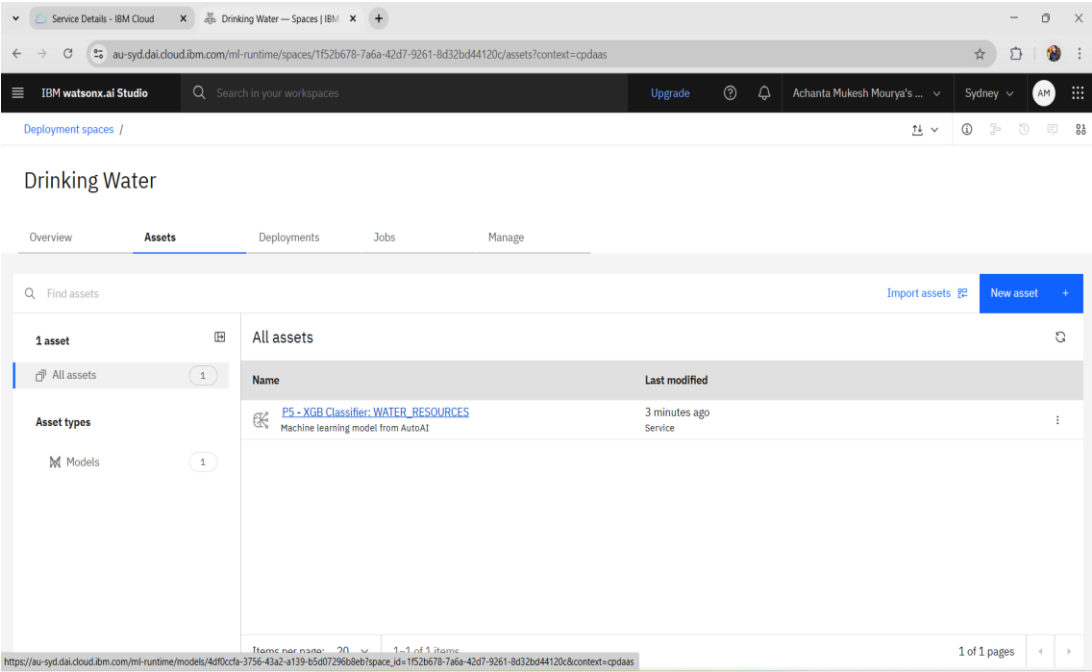 Service Details - IBM Cloud
Drinking Water — Spaces | IBM
au-syd.dai.cloud.ibm.com/ml-runtime/spaces/1f52b678-7a6a-42d7-9261-8d32bd44120c/assets?context=cpdaas
IBM watsonx.ai Studio
Search in your workspaces
Upgrade
Achanta Mukesh Mourya's ...
Sydney
AM
Deployment spaces /
Drinking Water
Overview
Assets
Deployments
Jobs
Manage
Find assets
Import assets
New asset +
1 asset
All assets
1
Asset types
Models
1
All assets
Name
Last modified
P5 - XGB Classifier: WATER_RESOURCES
Machine learning model from AutoAI
3 minutes ago
Service
Items per page: 20
1–1 of 1 items
1 of 1 pages
https://au-syd.dai.cloud.ibm.com/ml-runtime/models/4df0ccfa-3756-43a2-a139-b5d07296b8eb?space_id=1f52b678-7a6a-42d7-9261-8d32bd44120c&context=cpdaas